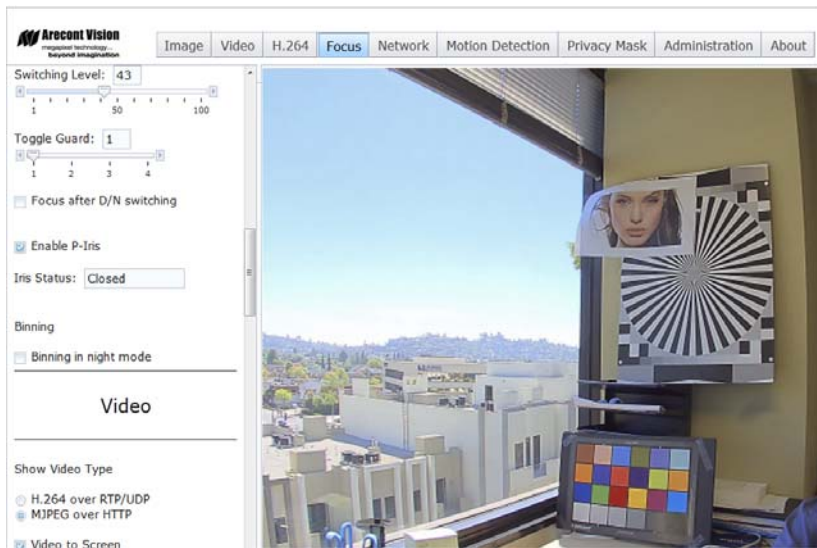 Arecont Vision
megapixel technology...
beyond imagination
Image Video H.264 Focus Network Motion Detection Privacy Mask Administration About
Switching Level: 43
1 50 100
Toggle Guard: 1
1 2 3 4
Focus after D/N switching
Enable P-Iris
Iris Status: Closed
Binning
Binning in night mode
Video
Show Video Type
H.264 over RTP/UDP
MJPEG over HTTP
Video to Screen